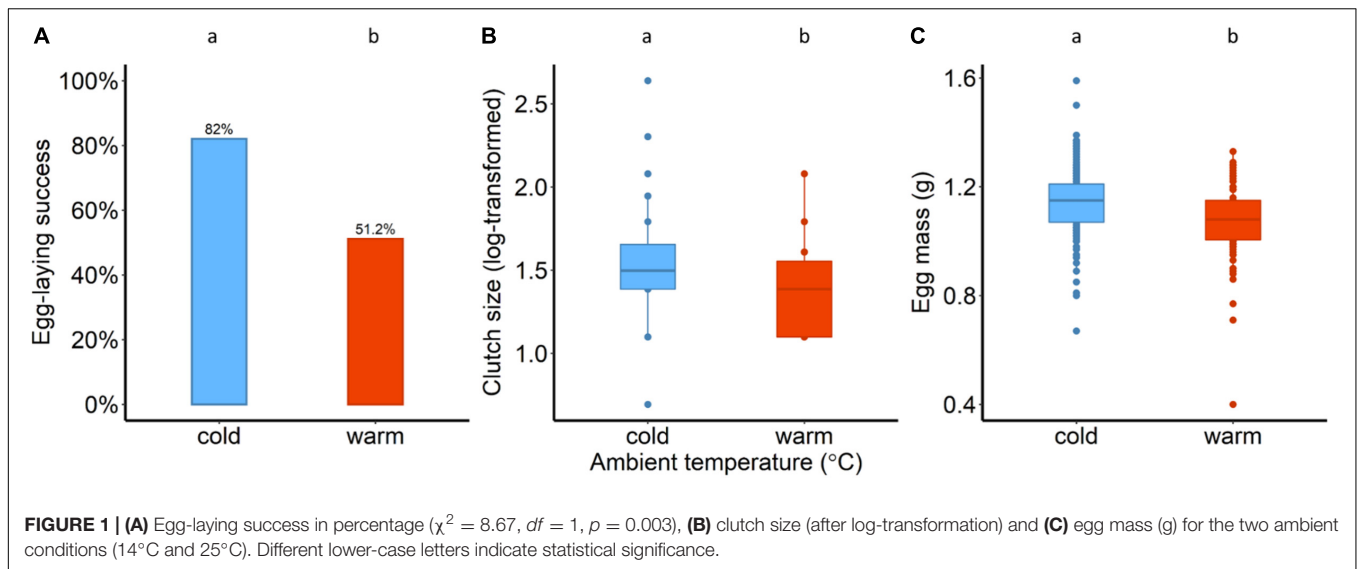 A
a b
Egg-laying success
100%
80%
60%
40%
20%
0%
82%
51.2%
cold warm
B
a b
Clutch size (log-transformed)
2.5
2.0
1.5
1.0
cold warm
Ambient temperature (°C)
C
a b
Egg mass (g)
1.6
1.2
0.8
0.4
cold warm
FIGURE 1 | (A) Egg-laying success in percentage (χ² = 8.67, df = 1, p = 0.003), (B) clutch size (after log-transformation) and (C) egg mass (g) for the two ambient
conditions (14°C and 25°C). Different lower-case letters indicate statistical significance.